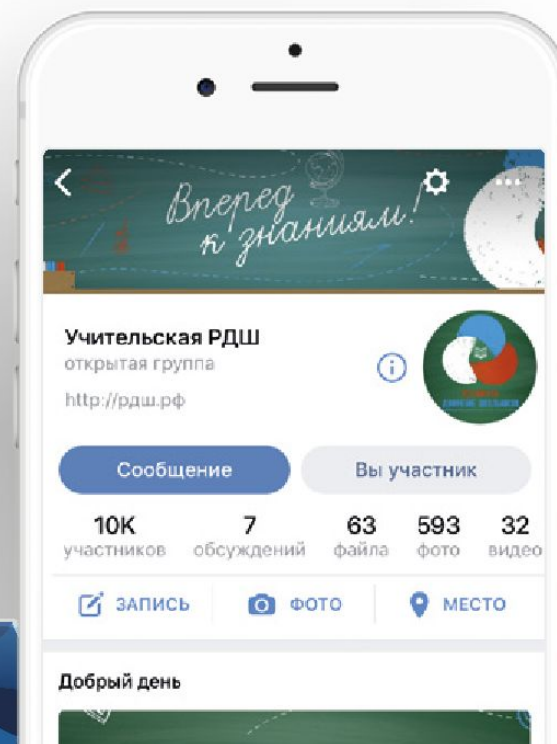 Вперед
к знаниям!
Учительская РДШ
открытая группа
http://рдш.рф
Сообщение
Вы участник
10K 7 63 593 32
участников обсуждений файла фото видео
ЗАПИСЬ ФОТО МЕСТО
Добрый день